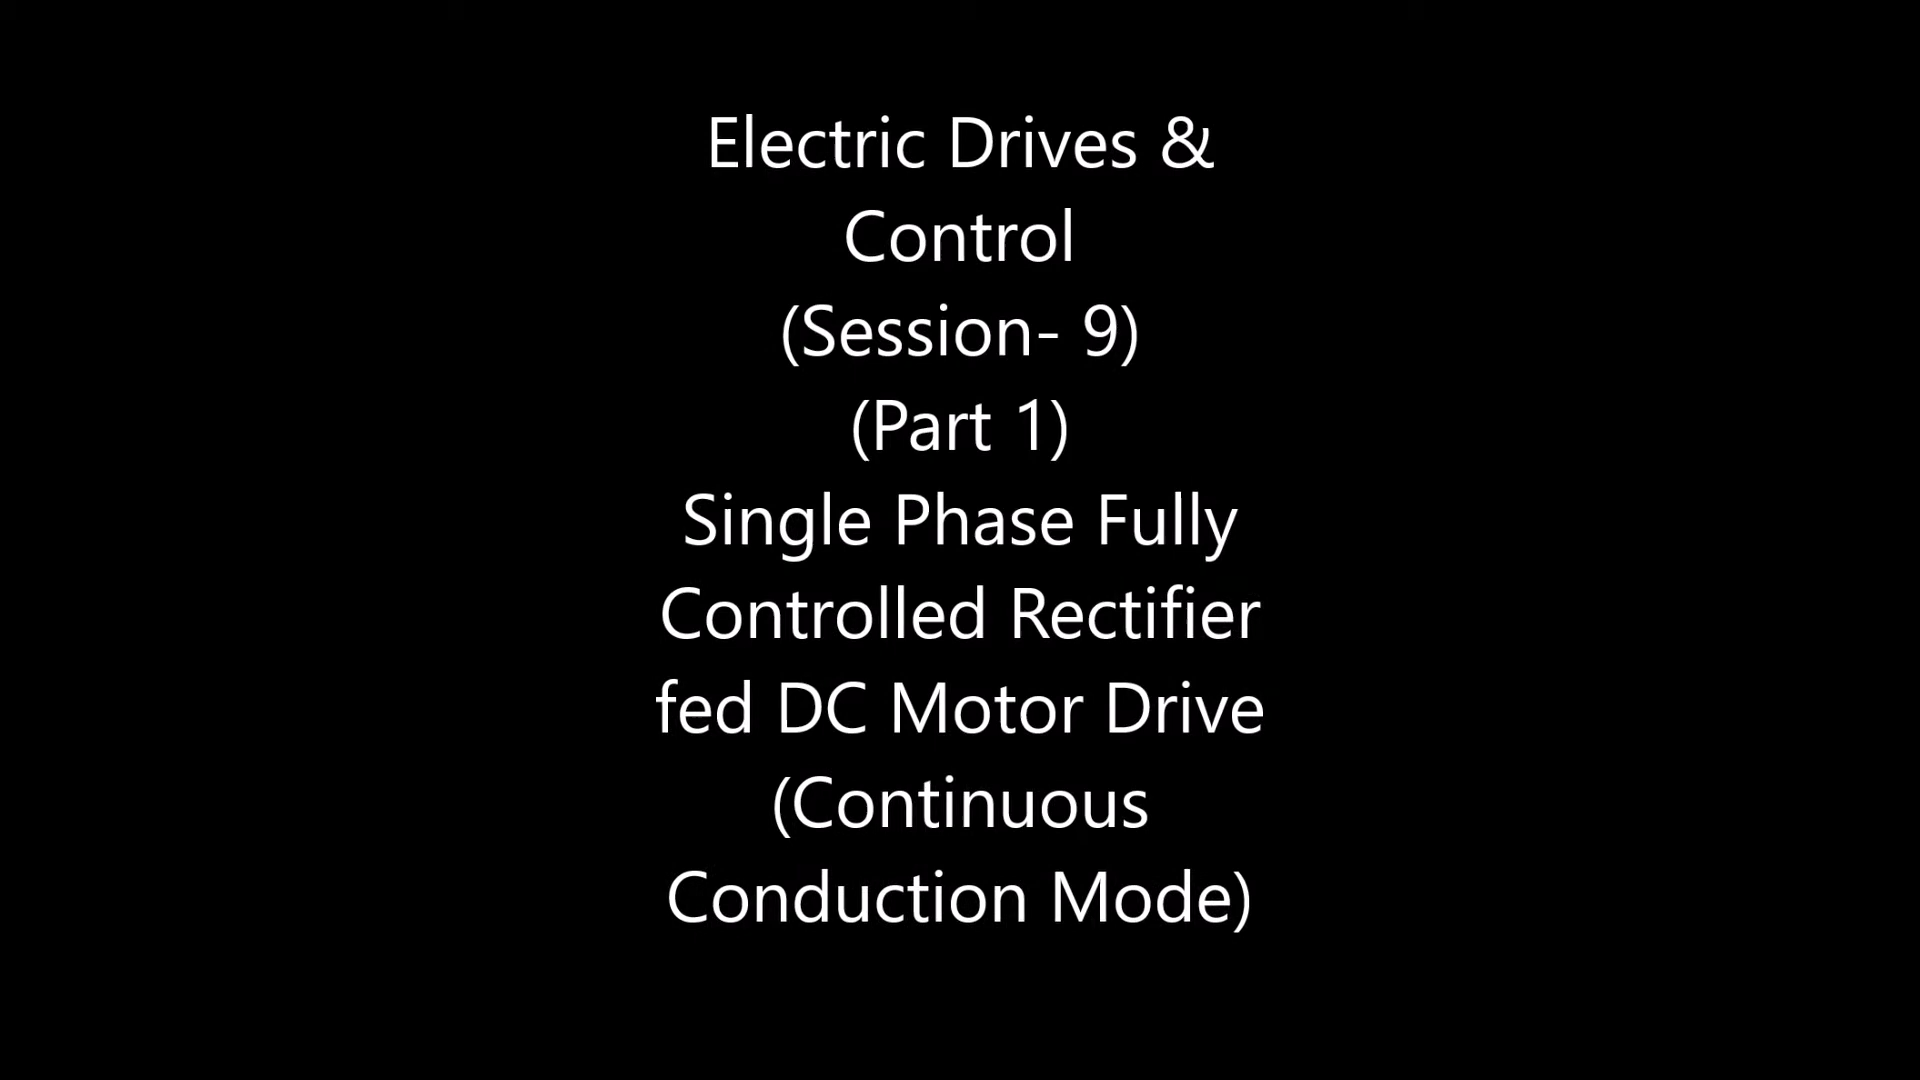 Electric Drives &
Control
(Session- 9)
(Part 1)
Single Phase Fully
Controlled Rectifier
fed DC Motor Drive
(Continuous
Conduction Mode)